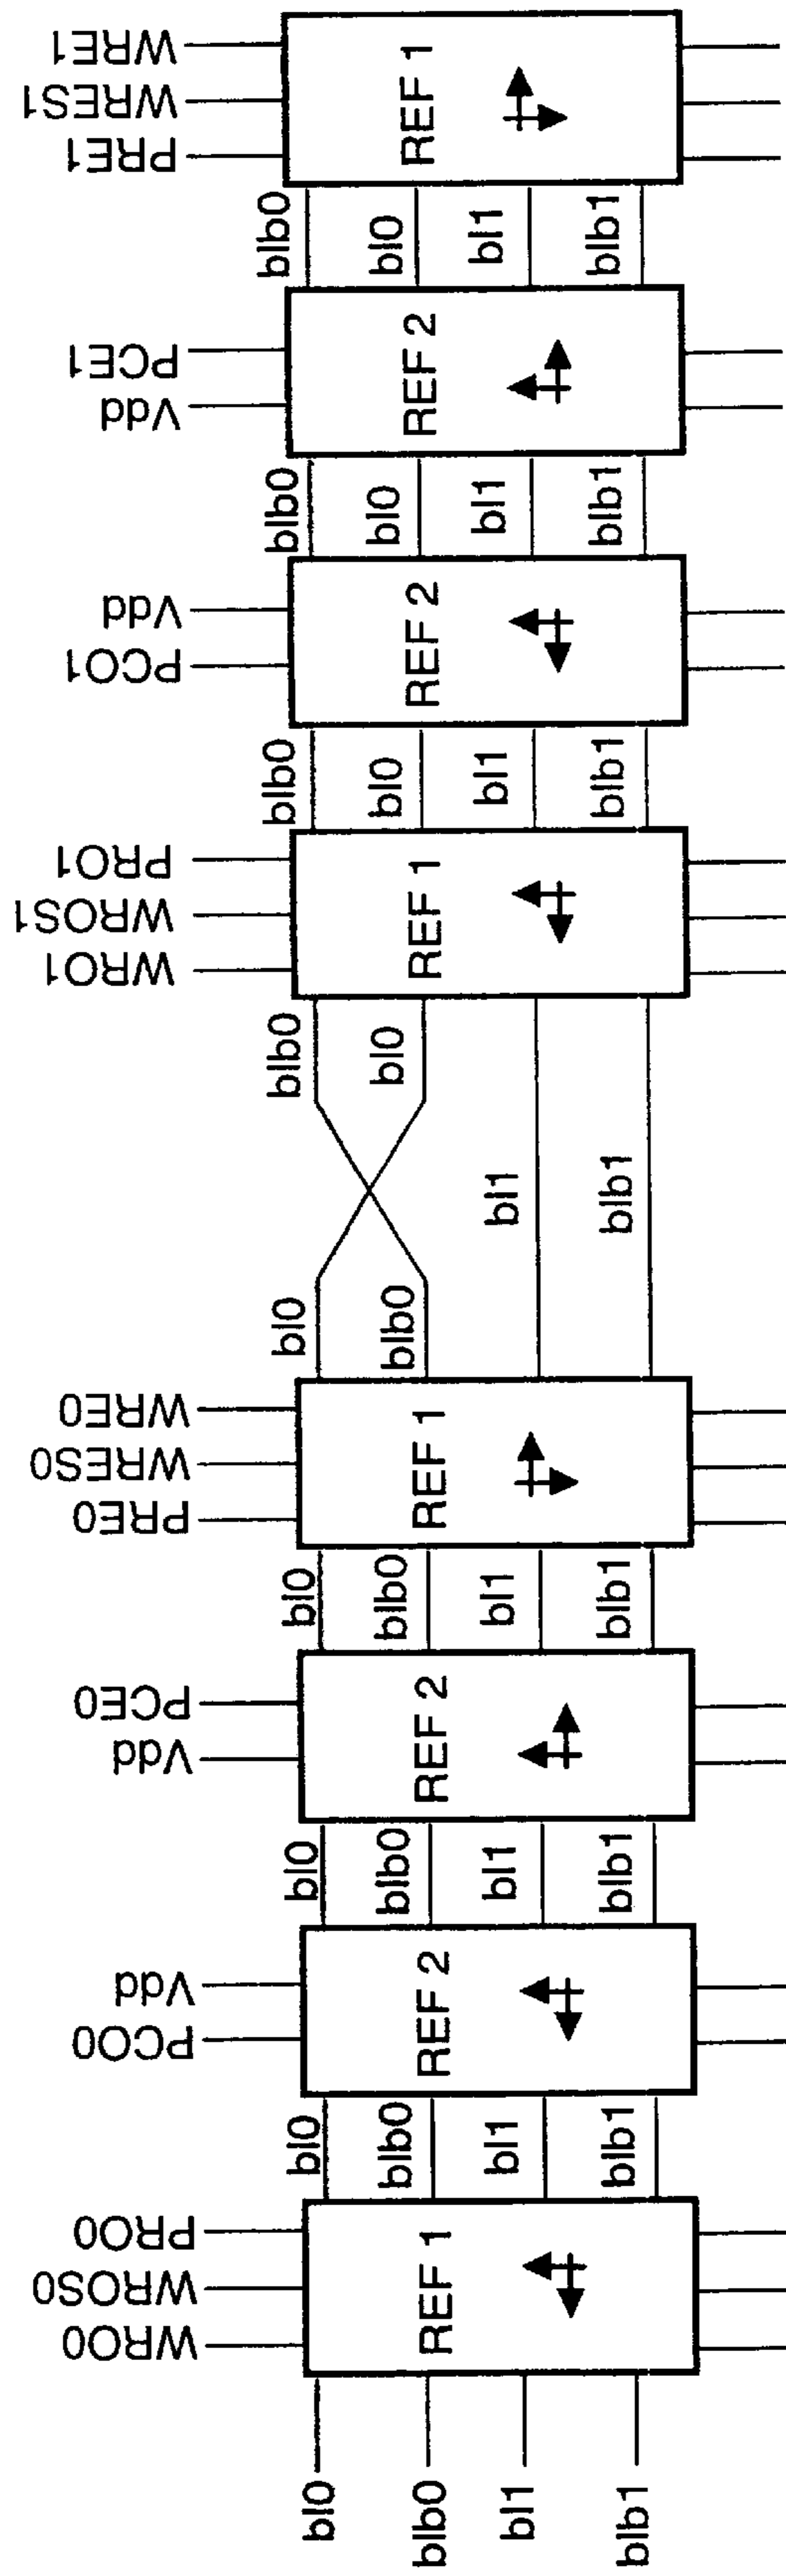 WRO0
WROS0
PRO0
PCO0
Vdd
Vdd
PCE0
PRE0
WRES0
WRE0
WRO1
WROS1
PRO1
PCO1
Vdd
Vdd
PCE1
PRE1
WRES1
WRE1
bl0
blb0
bl1
blb1
REF 1
bl0
blb0
bl1
blb1
REF 2
bl0
blb0
bl1
blb1
REF 2
bl0
blb0
bl1
blb1
REF 1
bl0
blb0
bl1
blb1
blb0
bl0
REF 1
blb0
bl0
bl1
blb1
REF 2
blb0
bl0
bl1
blb1
REF 2
blb0
bl0
bl1
blb1
REF 1